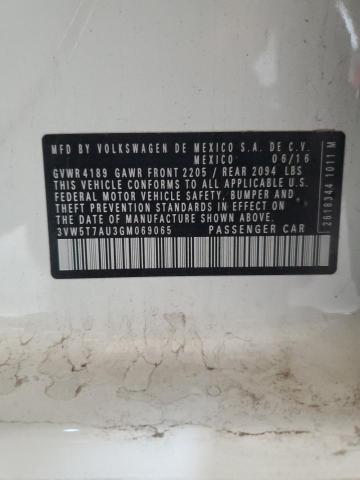 MFD BY VOLKSWAGEN DE MEXICO S.A. DE C.V.
MEXICO 06/16
GVWR4189 GAWR FRONT 2205 / REAR 2094 LBS
THIS VEHICLE CONFORMS TO ALL APPLICABLE U.S.
FEDERAL MOTOR VEHICLE SAFETY, BUMPER AND
THEFT PREVENTION STANDARDS IN EFFECT ON
THE DATE OF MANUFACTURE SHOWN ABOVE.
3VW5T7AU3GM069065 PASSENGER CAR
2618344 1011 M